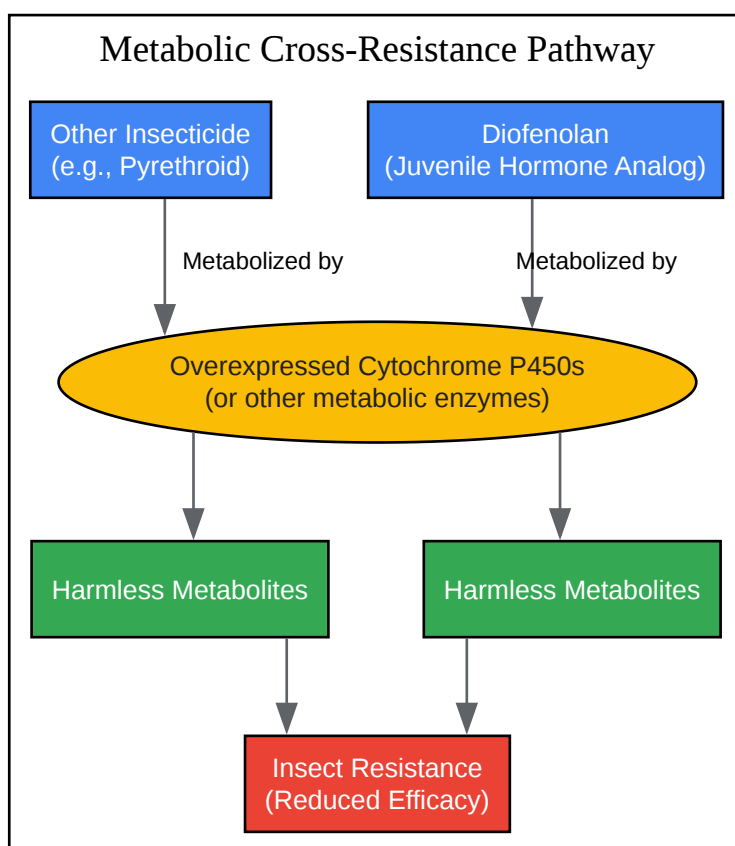 Metabolic Cross-Resistance Pathway
Other Insecticide
(e.g., Pyrethroid)
Diofenolan
(Juvenile Hormone Analog)
Metabolized by
Metabolized by
Overexpressed Cytochrome P450s
(or other metabolic enzymes)
Harmless Metabolites
Harmless Metabolites
Insect Resistance
(Reduced Efficacy)